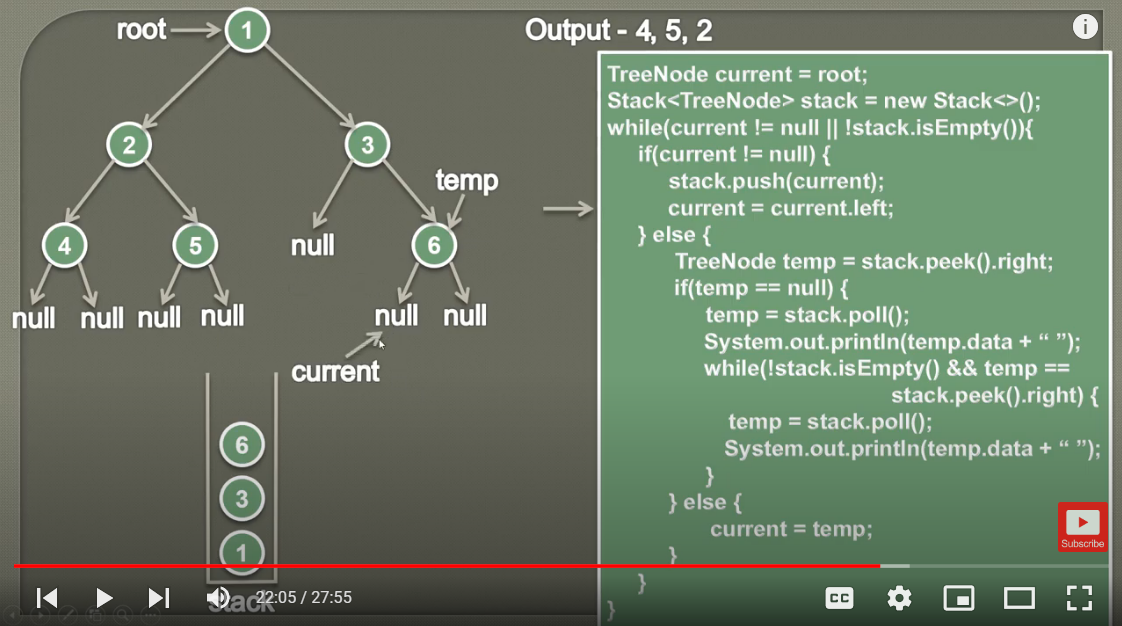 root
1
Output - 4, 5, 2
2
3
temp
4
5
null
6
null
null
null
null
null
null
current
6
3
1
stack
TreeNode current = root;
Stack<TreeNode> stack = new Stack<>();
while(current != null || !stack.isEmpty()){
if(current != null) {
stack.push(current);
current = current.left;
} else {
TreeNode temp = stack.peek().right;
if(temp == null) {
temp = stack.poll();
System.out.println(temp.data + “ ”);
while(!stack.isEmpty() && temp ==
stack.peek().right) {
temp = stack.poll();
System.out.println(temp.data + “ ”);
}
} else {
current = temp;
}
}
}
Subscribe
22:05 / 27:55
CC